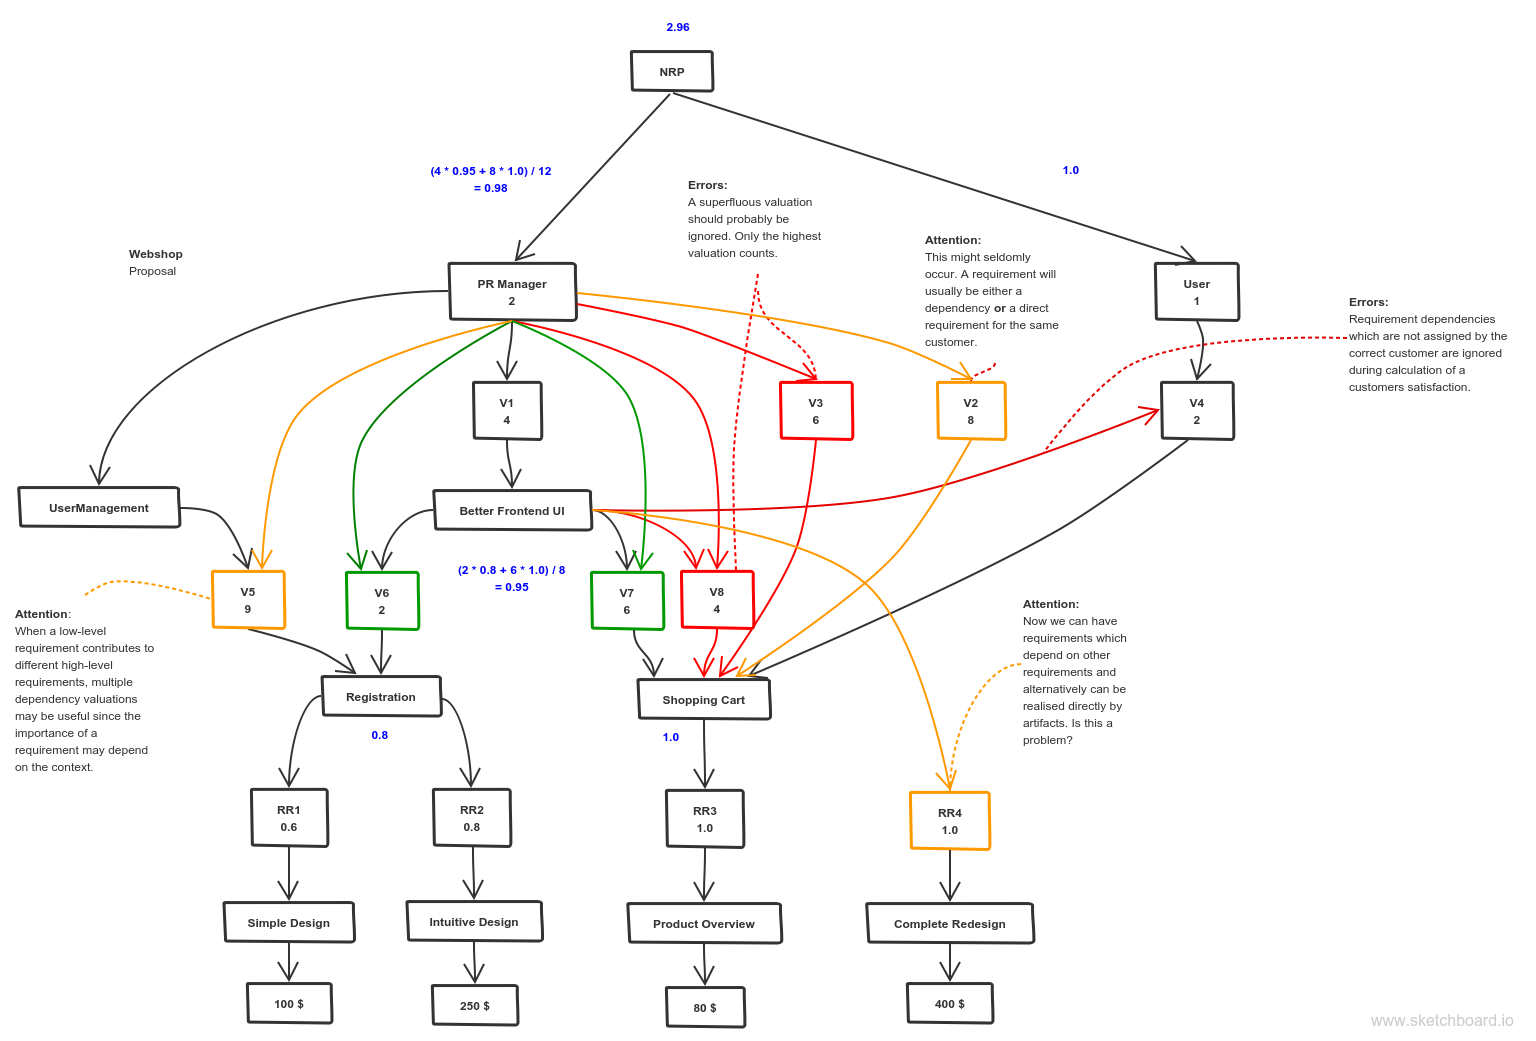 2.96
NRP
(4 * 0.95 + 8 * 1.0) / 12
= 0.98
1.0
Errors:
A superfluous valuation
should probably be
ignored. Only the highest
valuation counts.
Attention:
This might seldomly
occur. A requirement will
usually be either a
dependency or a direct
requirement for the same
customer.
Webshop
Proposal
PR Manager
2
User
1
Errors:
Requirement dependencies
which are not assigned by the
correct customer are ignored
during calculation of a
customers satisfaction.
V1
4
V3
6
V2
8
V4
2
UserManagement
Better Frontend UI
(2 * 0.8 + 6 * 1.0) / 8
= 0.95
V5
9
V6
2
V7
6
V8
4
Attention:
When a low-level
requirement contributes to
different high-level
requirements, multiple
dependency valuations
may be useful since the
importance of a
requirement may depend
on the context.
Attention:
Now we can have
requirements which
depend on other
requirements and
alternatively can be
realised directly by
artifacts. Is this a
problem?
Registration
0.8
Shopping Cart
1.0
RR1
0.6
RR2
0.8
RR3
1.0
RR4
1.0
Simple Design
Intuitive Design
Product Overview
Complete Redesign
100 $
250 $
80 $
400 $
www.sketchboard.io